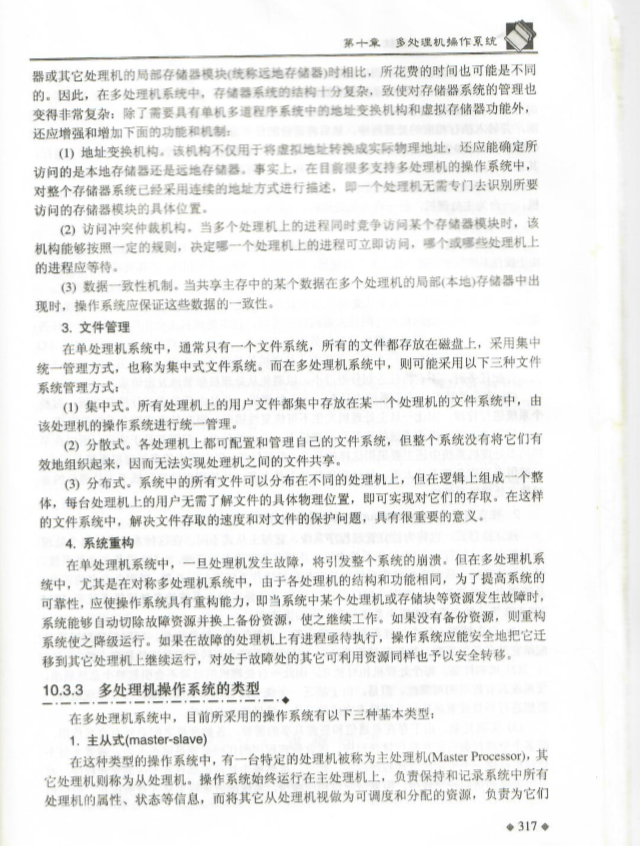 第十章 多处理机操作系统
器或其它处理机的局部存储器模块(统称远地存储器)时相比，所花费的时间也可能是不同
的。因此，在多处理机系统中，存储器系统的结构十分复杂，致使对存储器系统的管理也
变得非常复杂：除了需要具有单机多道程序系统中的地址变换机构和虚拟存储器功能外，
还应增强和增加下面的功能和机制：
(1) 地址变换机构。该机构不仅用于将虚拟地址转换成实际物理地址，还应能确定所
访问的是本地存储器还是远地存储器。事实上，在目前很多支持多处理机的操作系统中，
对整个存储器系统已经采用连续的地址方式进行描述，即一个处理机无需专门去识别所要
访问的存储器模块的具体位置。
(2) 访问冲突仲裁机构。当多个处理机上的进程同时竞争访问某个存储器模块时，该
机构能够按照一定的规则，决定哪一个处理机上的进程可立即访问，哪个或哪些处理机上
的进程应等待。
(3) 数据一致性机制。当共享主存中的某个数据在多个处理机的局部(本地)存储器中出
现时，操作系统应保证这些数据的一致性。
3. 文件管理
在单处理机系统中，通常只有一个文件系统，所有的文件都存放在磁盘上，采用集中
统一管理方式，也称为集中式文件系统。而在多处理机系统中，则可能采用以下三种文件
系统管理方式：
(1) 集中式。所有处理机上的用户文件都集中存放在某一个处理机的文件系统中，由
该处理机的操作系统进行统一管理。
(2) 分散式。各处理机上都可配置和管理自己的文件系统，但整个系统没有将它们有
效地组织起来，因而无法实现处理机之间的文件共享。
(3) 分布式。系统中的所有文件可以分布在不同的处理机上，但在逻辑上组成一个整
体，每台处理机上的用户无需了解文件的具体物理位置，即可实现对它们的存取。在这样
的文件系统中，解决文件存取的速度和对文件的保护问题，具有很重要的意义。
4. 系统重构
在单处理机系统中，一旦处理机发生故障，将引发整个系统的崩溃。但在多处理机系
统中，尤其是在对称多处理机系统中，由于各处理机的结构和功能相同，为了提高系统的
可靠性，应使操作系统具有重构能力，即当系统中某个处理机或存储块等资源发生故障时，
系统能够自动切除故障资源并换上备份资源，使之继续工作。如果没有备份资源，则重构
系统使之降级运行。如果在故障的处理机上有进程亟待执行，操作系统应能安全地把它迁
移到其它处理机上继续运行，对处于故障处的其它可利用资源同样也予以安全转移。
10.3.3 多处理机操作系统的类型
在多处理机系统中，目前所采用的操作系统有以下三种基本类型：
1. 主从式(master-slave)
在这种类型的操作系统中，有一台特定的处理机被称为主处理机(Master Processor)，其
它处理机则称为从处理机。操作系统始终运行在主处理机上，负责保持和记录系统中所有
处理机的属性、状态等信息，而将其它从处理机视做为可调度和分配的资源，负责为它们
317